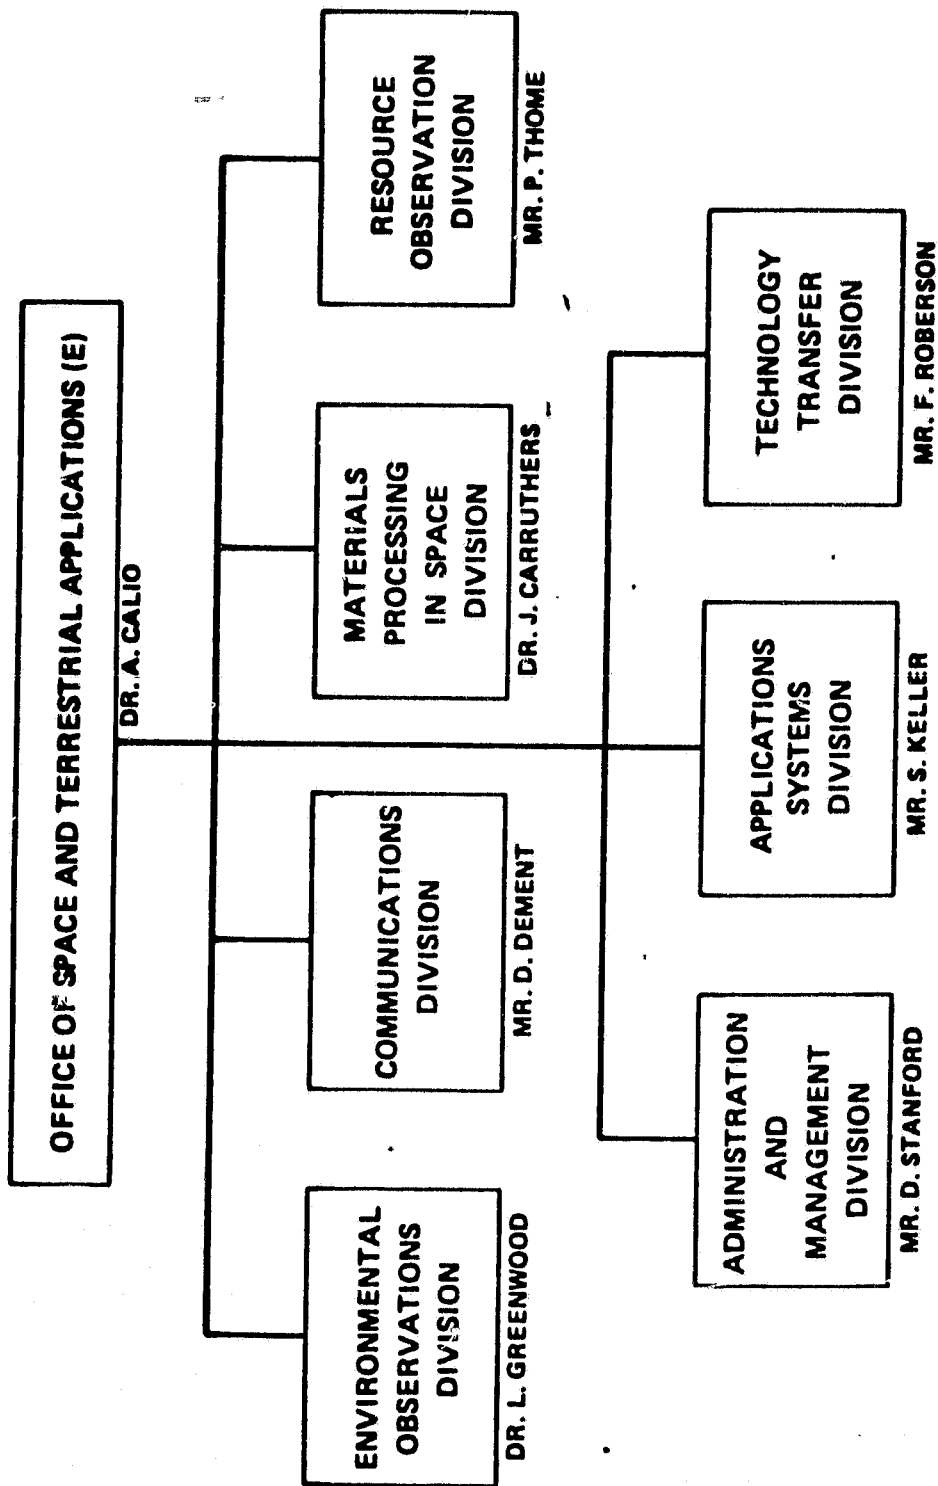 OFFICE OF SPACE AND TERRESTRIAL APPLICATIONS (E)
DR. A. CALIO
ENVIRONMENTAL
OBSERVATIONS
DIVISION
DR. L. GREENWOOD
COMMUNICATIONS
DIVISION
MR. D. DEMENT
MATERIALS
PROCESSING
IN SPACE
DIVISION
DR. J. CARRUTHERS
RESOURCE
OBSERVATION
DIVISION
MR. P. THOME
ADMINISTRATION
AND
MANAGEMENT
DIVISION
MR. D. STANFORD
APPLICATIONS
SYSTEMS
DIVISION
MR. S. KELLER
TECHNOLOGY
TRANSFER
DIVISION
MR. F. ROBERSON